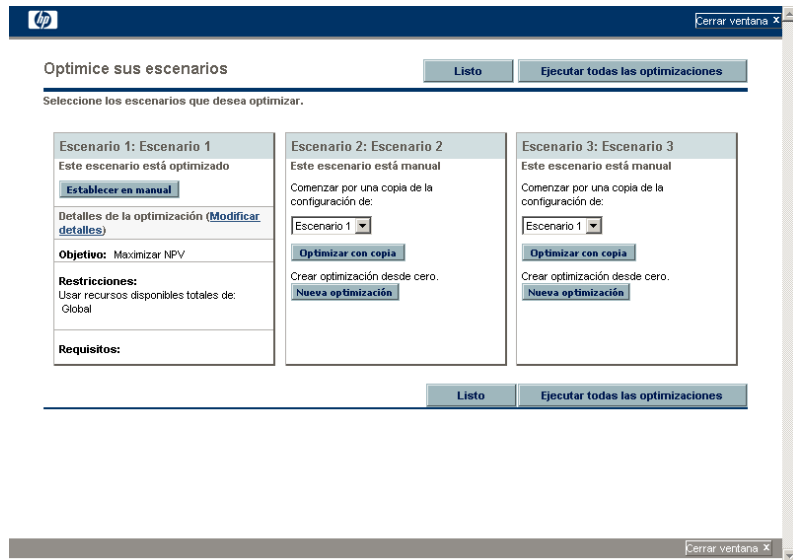 hp
Cerrar ventana x
Optimice sus escenarios
Listo
Ejecutar todas las optimizaciones
Seleccione los escenarios que desea optimizar.
Escenario 1: Escenario 1
Este escenario está optimizado
Establecer en manual
Detalles de la optimización (Modificar
detalles)
Objetivo: Maximizar NPV
Restricciones:
Usar recursos disponibles totales de:
Global
Requisitos:
Escenario 2: Escenario 2
Este escenario está manual
Comenzar por una copia de la
configuración de:
Escenario 1
Optimizar con copia
Crear optimización desde cero.
Nueva optimización
Escenario 3: Escenario 3
Este escenario está manual
Comenzar por una copia de la
configuración de:
Escenario 1
Optimizar con copia
Crear optimización desde cero.
Nueva optimización
Listo
Ejecutar todas las optimizaciones
Cerrar ventana x